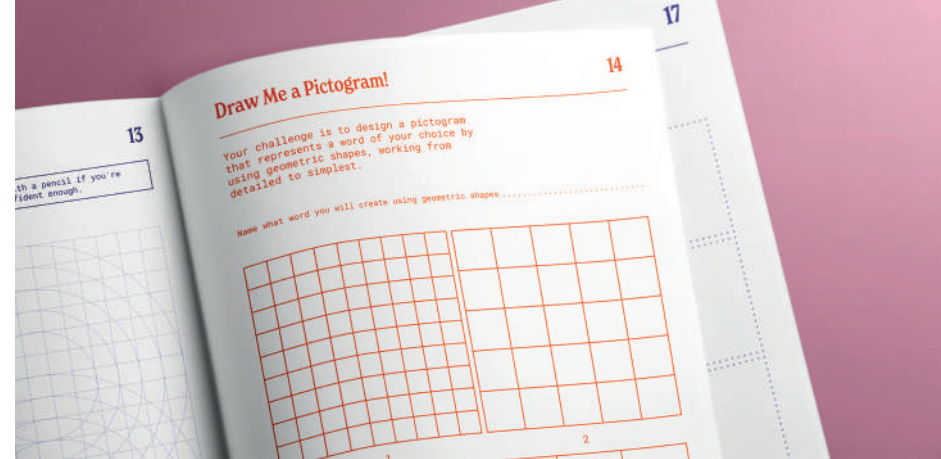 17
14
Draw Me a Pictogram!
Your challenge is to design a pictogram
that represents a word of your choice by
using geometric shapes, working from
detailed to simplest.
Name what word you will create using geometric shapes
2
13
th a pencil if you're
fident enough.